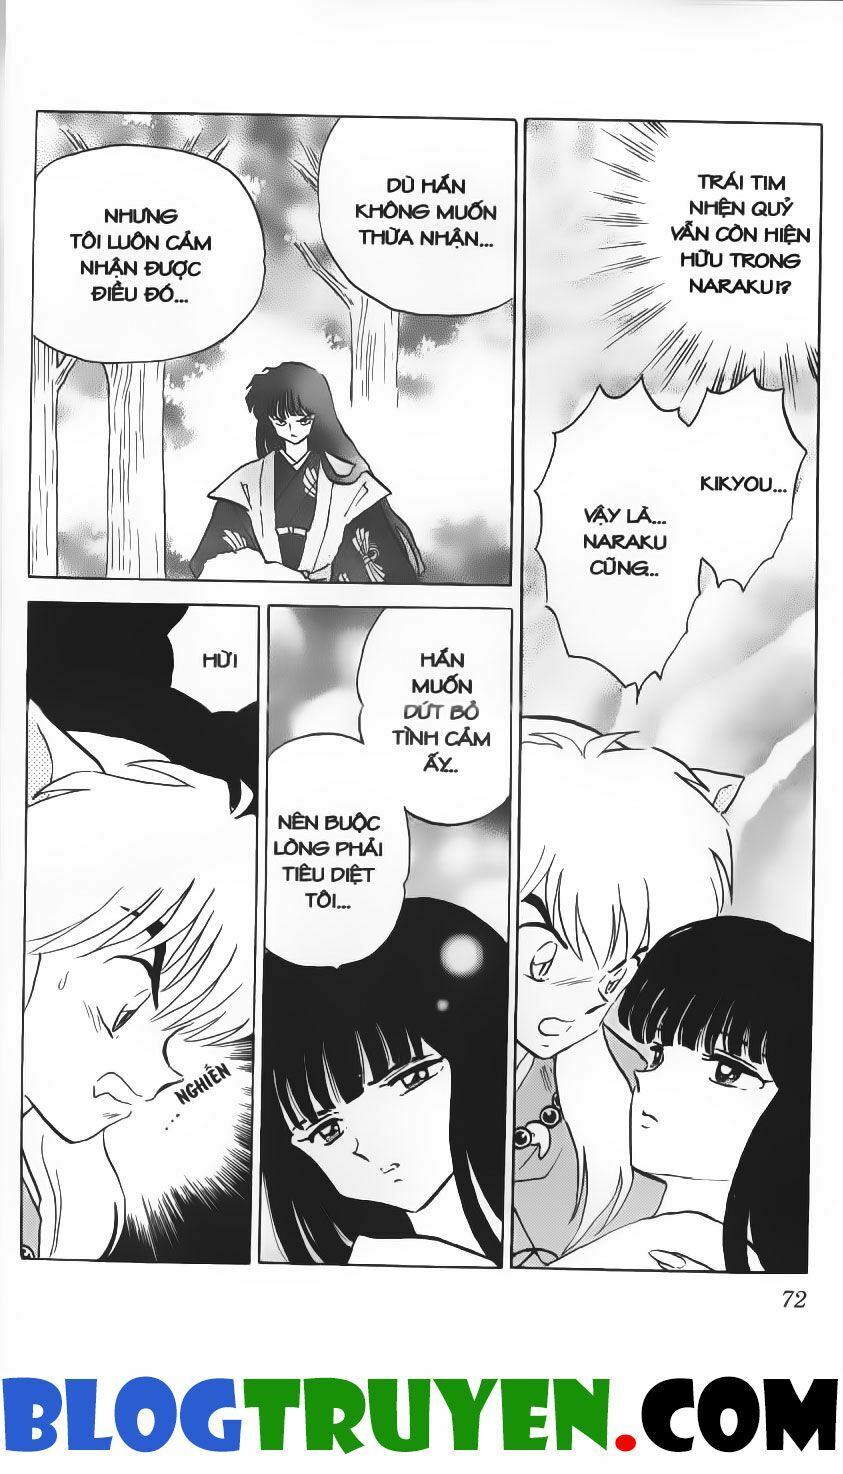 TRÁI TIM
NHỆN QUỶ
VẪN CÒN HIỆN
HỮU TRONG
NARAKU!?
KIKYOU...
VẬY LÀ...
NARAKU
CŨNG...
DÙ HẮN
KHÔNG MUỐN
THỪA NHẬN...
NHƯNG
TÔI LUÔN CẢM
NHẬN ĐƯỢC
ĐIỀU ĐÓ...
HẮN
MUỐN
DỨT BỎ
TÌNH CẢM
ẤY...
NÊN BUỘC
LÒNG PHẢI
TIÊU DIỆT
TÔI...
HỪ!
... NGHIẾN
72
BLOGTRUYEN.COM